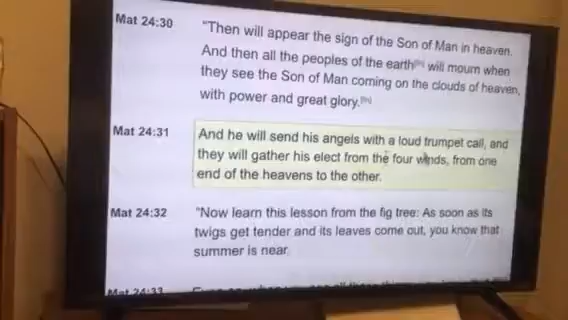 Mat 24:30 "Then will appear the sign of the Son of Man in heaven.
And then all the peoples of the earth will mourn when
they see the Son of Man coming on the clouds of heaven,
with power and great glory.
Mat 24:31 And he will send his angels with a loud trumpet call, and
they will gather his elect from the four winds, from one
end of the heavens to the other.
Mat 24:32 "Now learn this lesson from the fig tree: As soon as its
twigs get tender and its leaves come out, you know that
summer is near.
Mat 24:33